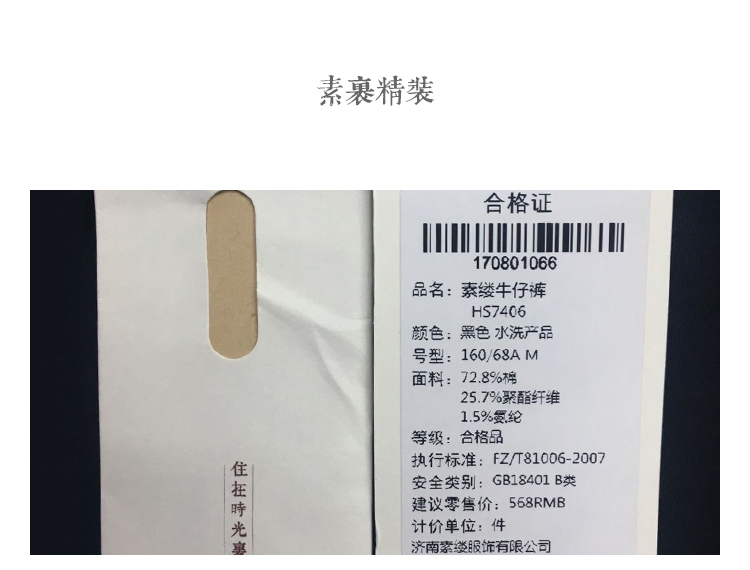 素裹精装
合格证
170801066
品名：素缕牛仔裤
HS7406
颜色：黑色 水洗产品
号型：160/68A M
面料：72.8%棉
25.7%聚酯纤维
1.5%氨纶
等级：合格品
执行标准：FZ/T81006-2007
安全类别：GB18401 B类
建议零售价：568RMB
计价单位：件
济南素缕服饰有限公司
住在時光裏